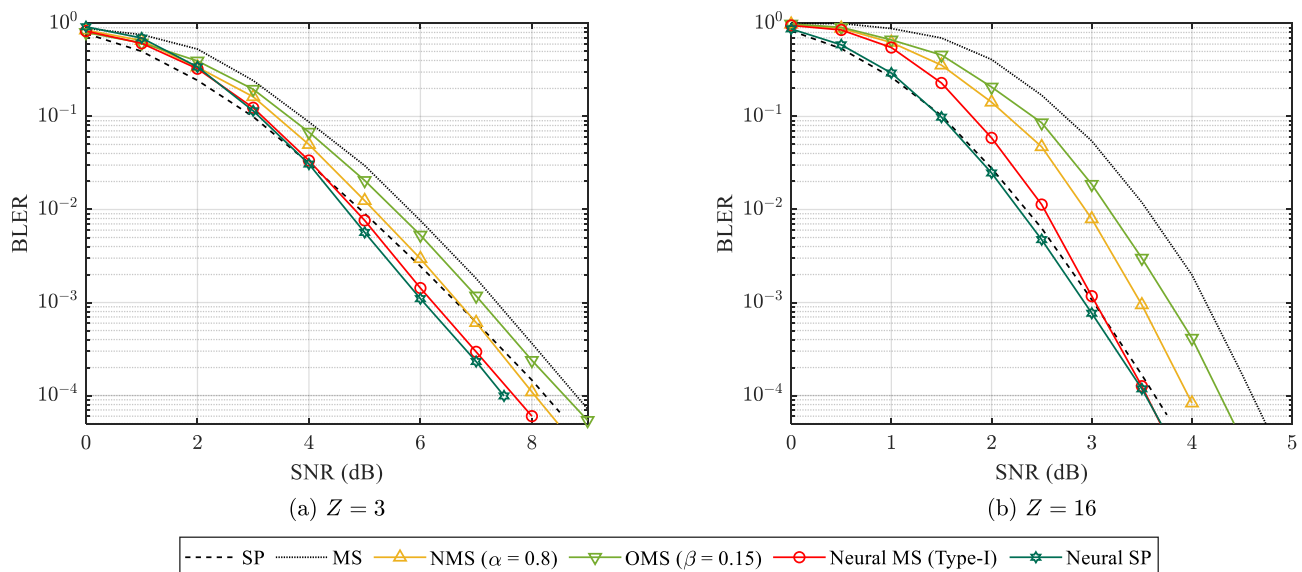 10^0
10^-1
10^-2
10^-3
10^-4
BLER
0 2 4 6 8
SNR (dB)
(a) Z = 3
10^0
10^-1
10^-2
10^-3
10^-4
BLER
0 1 2 3 4 5
SNR (dB)
(b) Z = 16
SP MS NMS (α = 0.8) OMS (β = 0.15) Neural MS (Type-I) Neural SP